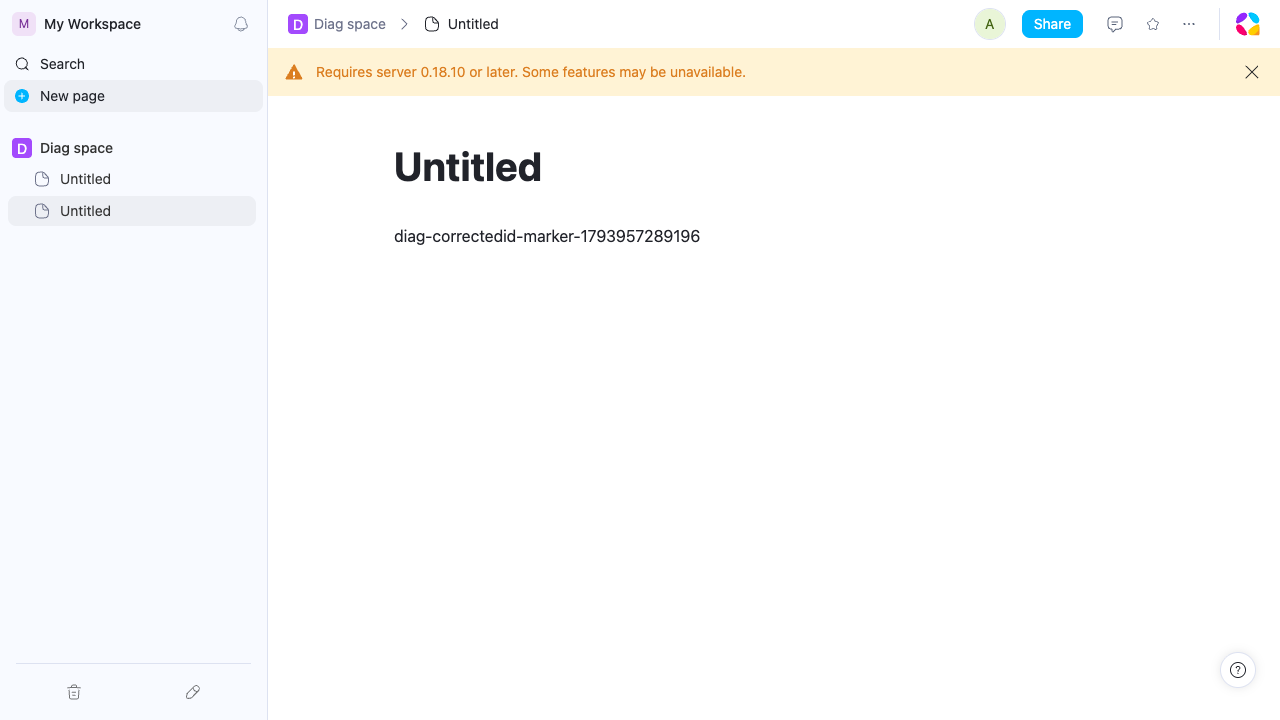 M My Workspace
Search
New page
D Diag space
Untitled
Untitled
D Diag space Untitled
A Share
Requires server 0.18.10 or later. Some features may be unavailable.
Untitled
diag-correctedid-marker-1793957289196
?